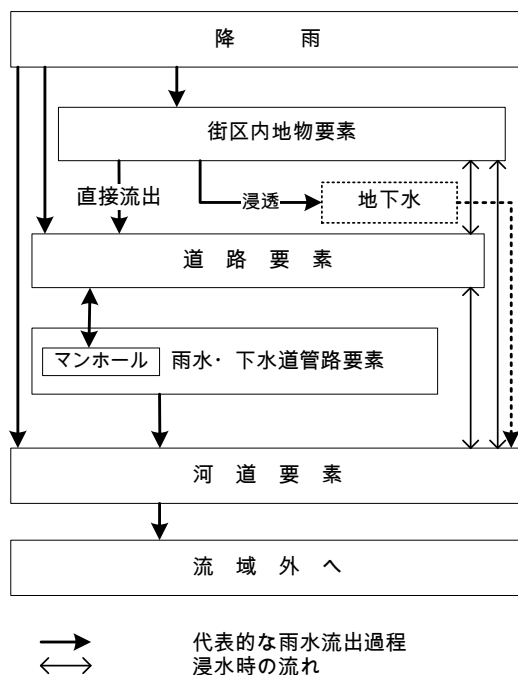 降 雨
街区内地物要素
直接流出
浸透
地下水
道 路 要 素
マンホール 雨水・下水道管路要素
河 道 要 素
流 域 外 へ
代表的な雨水流出過程
浸水時の流れ